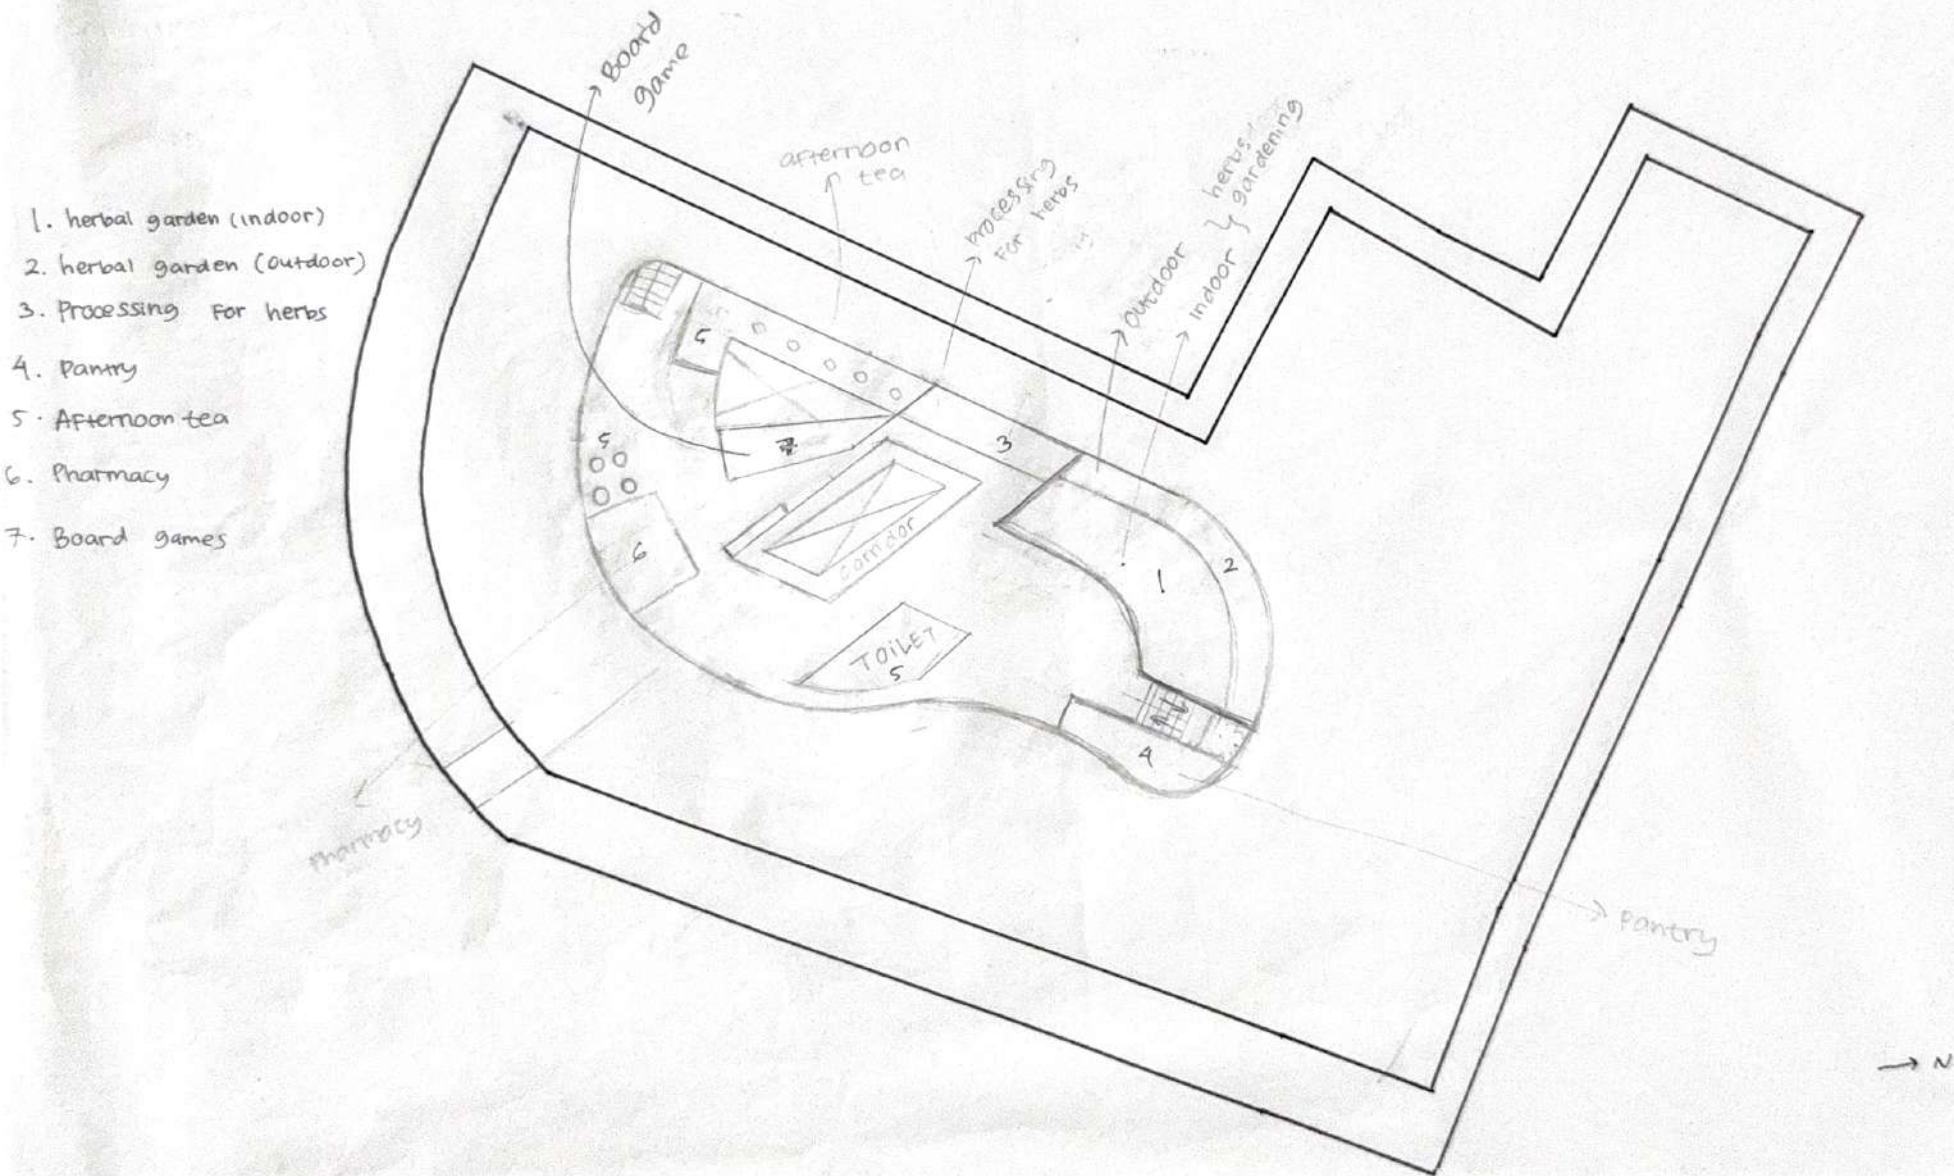 1. herbal garden (indoor)
2. herbal garden (outdoor)
3. Processing For herbs
4. Pantry
5. Afternoon tea
6. Pharmacy
7. Board games
Board
game
afternoon
tea
processing
For herbs
outdoor
indoor
herbs
gardening
5
7
3
5
6
corridor
1
2
TOILET
5
4
Pharmacy
Pantry
N